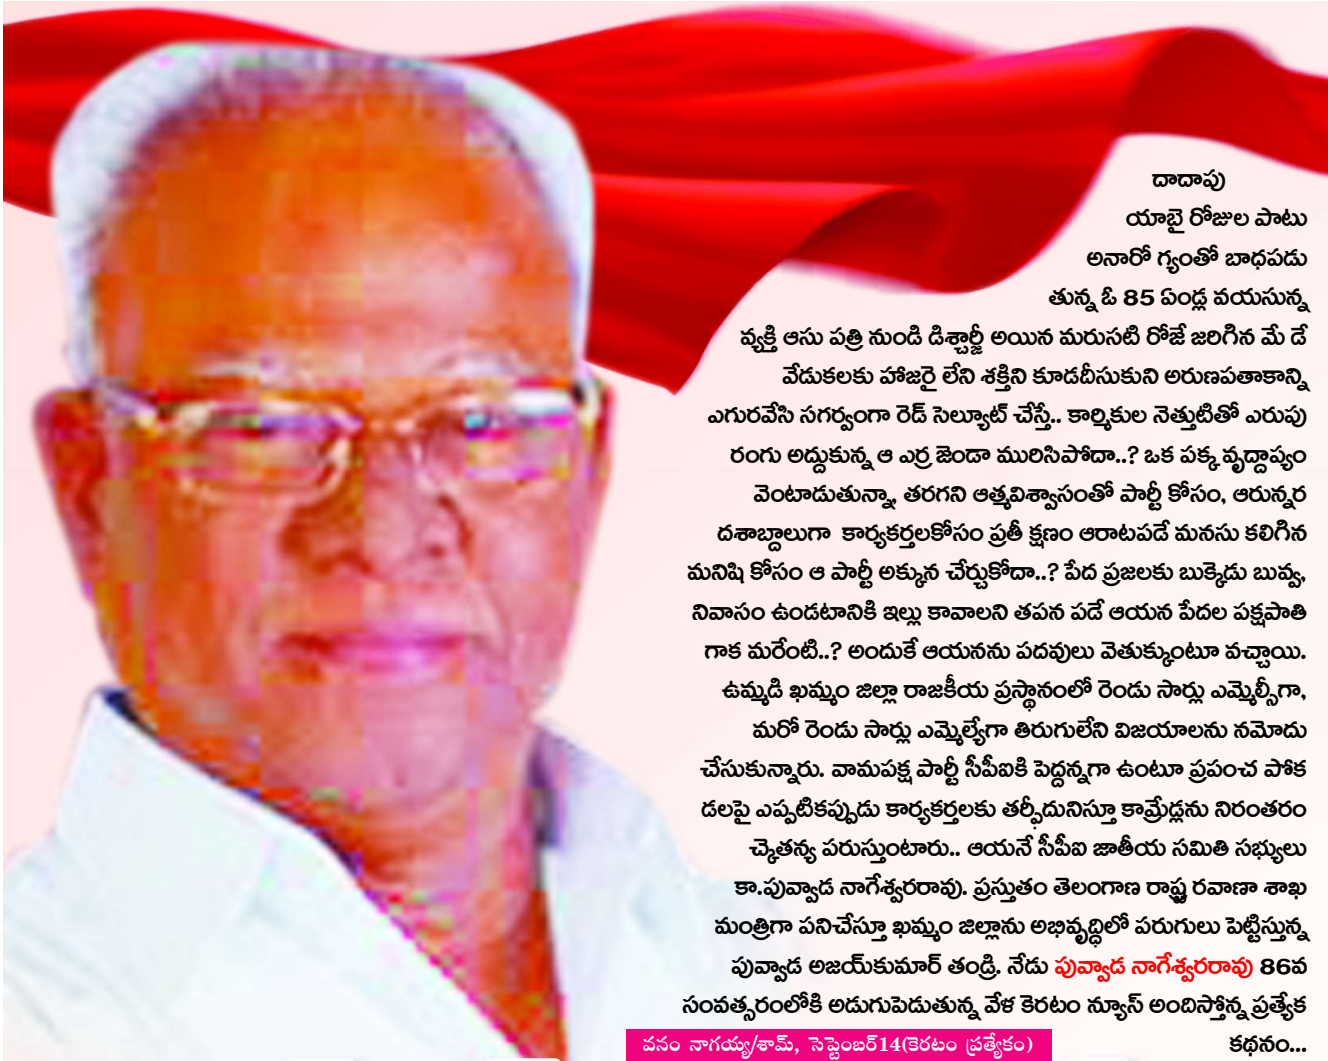 దాదాపు
యాబై రోజుల పాటు
అనారో గ్యంతో బాధపడు
తున్న ఓ 85 ఏండ్ల వయసున్న
వ్యక్తి ఆసు పత్రి నుండి డిశ్చార్జీ అయిన మరుసటి రోజే జరిగిన మే డే
వేడుకలకు హాజరై లేని శక్తిని కూడదీసుకుని అరుణపతాకాన్ని
ఎగురవేసి సగర్వంగా రెడ్ సెల్యూట్ చేస్తే.. కార్మికుల నెత్తుటితో ఎరుపు
రంగు అద్దుకున్న ఆ ఎర్ర జెండా మురిసిపోదా..? ఒక పక్క వృద్ధాప్యం
వెంటాడుతున్నా, తరగని ఆత్మవిశ్వాసంతో పార్టీ కోసం, ఆరున్నర
దశాబ్దాలుగా కార్యకర్తలకోసం ప్రతీ క్షణం ఆరాటపడే మనసు కలిగిన
మనిషి కోసం ఆ పార్టీ అక్కున చేర్చుకోదా..? పేద ప్రజలకు బుక్కెడు బువ్వ,
నివాసం ఉండటానికి ఇల్లు కావాలని తపన పడే ఆయన పేదల పక్షపాతి
గాక మరేంటి..? అందుకే ఆయనను పదవులు వెతుక్కుంటూ వచ్చాయి.
ఉమ్మడి ఖమ్మం జిల్లా రాజకీయ ప్రస్థానంలో రెండు సార్లు ఎమ్మెల్సీగా,
మరో రెండు సార్లు ఎమ్మెల్యేగా తిరుగులేని విజయాలను నమోదు
చేసుకున్నారు. వామపక్ష పార్టీ సీపీఐకి పెద్దన్నగా ఉంటూ ప్రపంచ పోక
డలపై ఎప్పటికప్పుడు కార్యకర్తలకు తర్ఫీదునిస్తూ కామ్రేడ్లను నిరంతరం
చైతన్య పరుస్తుంటారు.. ఆయనే సీపీఐ జాతీయ సమితి సభ్యులు
కా.పువ్వాడ నాగేశ్వరరావు. ప్రస్తుతం తెలంగాణ రాష్ట్ర రవాణా శాఖ
మంత్రిగా పనిచేస్తూ ఖమ్మం జిల్లాను అభివృద్ధిలో పరుగులు పెట్టిస్తున్న
పువ్వాడ అజయ్‌కుమార్ తండ్రి. నేడు పువ్వాడ నాగేశ్వరరావు 86వ
సంవత్సరంలోకి అడుగుపెడుతున్న వేళ కెరటం న్యూస్ అందిస్తోన్న ప్రత్యేక
కథనం...
వనం నాగయ్య/శామ్, సెప్టెంబర్14(కెరటం ప్రత్యేకం)